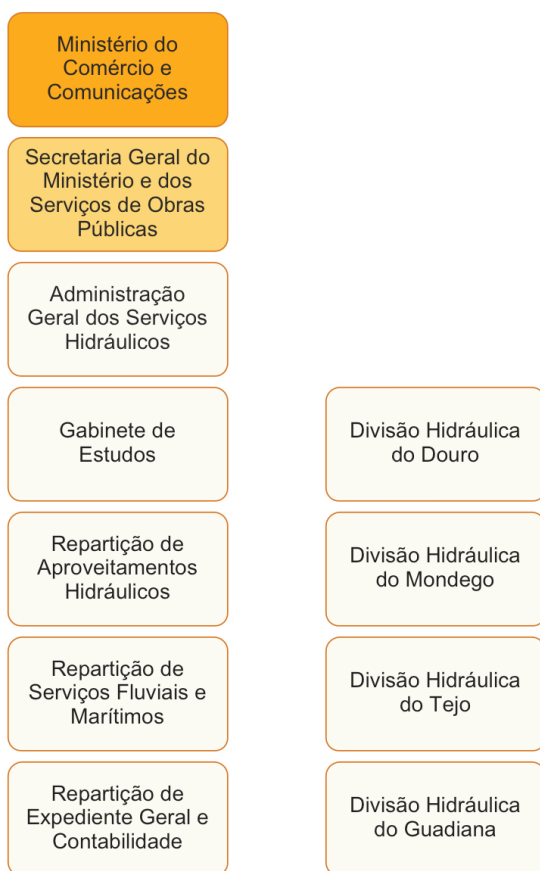 Ministério do
Comércio e
Comunicações
Secretaria Geral do
Ministério e dos
Serviços de Obras
Públicas
Administração
Geral dos Serviços
Hidráulicos
Gabinete de
Estudos
Divisão Hidráulica
do Douro
Repartição de
Aproveitamentos
Hidráulicos
Divisão Hidráulica
do Mondego
Repartição de
Serviços Fluviais e
Marítimos
Divisão Hidráulica
do Tejo
Repartição de
Expediente Geral e
Contabilidade
Divisão Hidráulica
do Guadiana